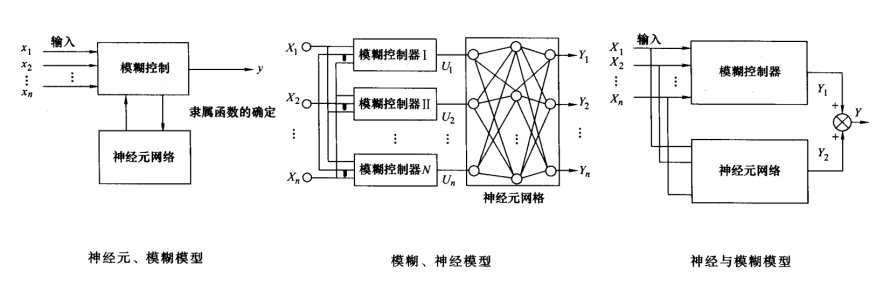 输入
x1
x2
⋮
xn
⋮
模糊控制
y
隶属函数的确定
神经元网络
神经元、模糊模型
X1
X2
⋮
Xn
模糊控制器Ⅰ
模糊控制器Ⅱ
⋮
模糊控制器N
U1
U2
⋮
Un
⋮
Y1
Y2
⋮
Yn
神经元网格
模糊、神经模型
输入
X1
X2
⋮
Xn
⋮
模糊控制器
Y1
+
Y
+
Y2
神经元网络
神经与模糊模型